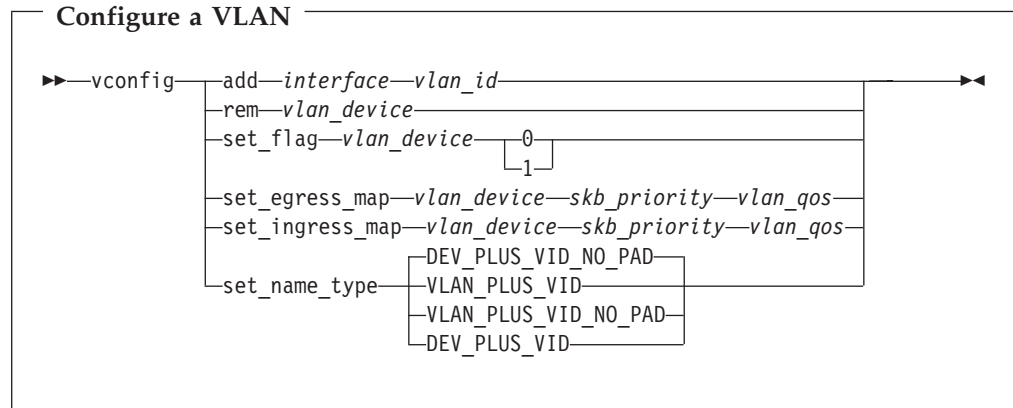 Configure a VLAN
vconfig add interface vlan_id
rem vlan_device
set_flag vlan_device 0
1
set_egress_map vlan_device skb_priority vlan_qos
set_ingress_map vlan_device skb_priority vlan_qos
DEV_PLUS_VID_NO_PAD
set_name_type VLAN_PLUS_VID
VLAN_PLUS_VID_NO_PAD
DEV_PLUS_VID